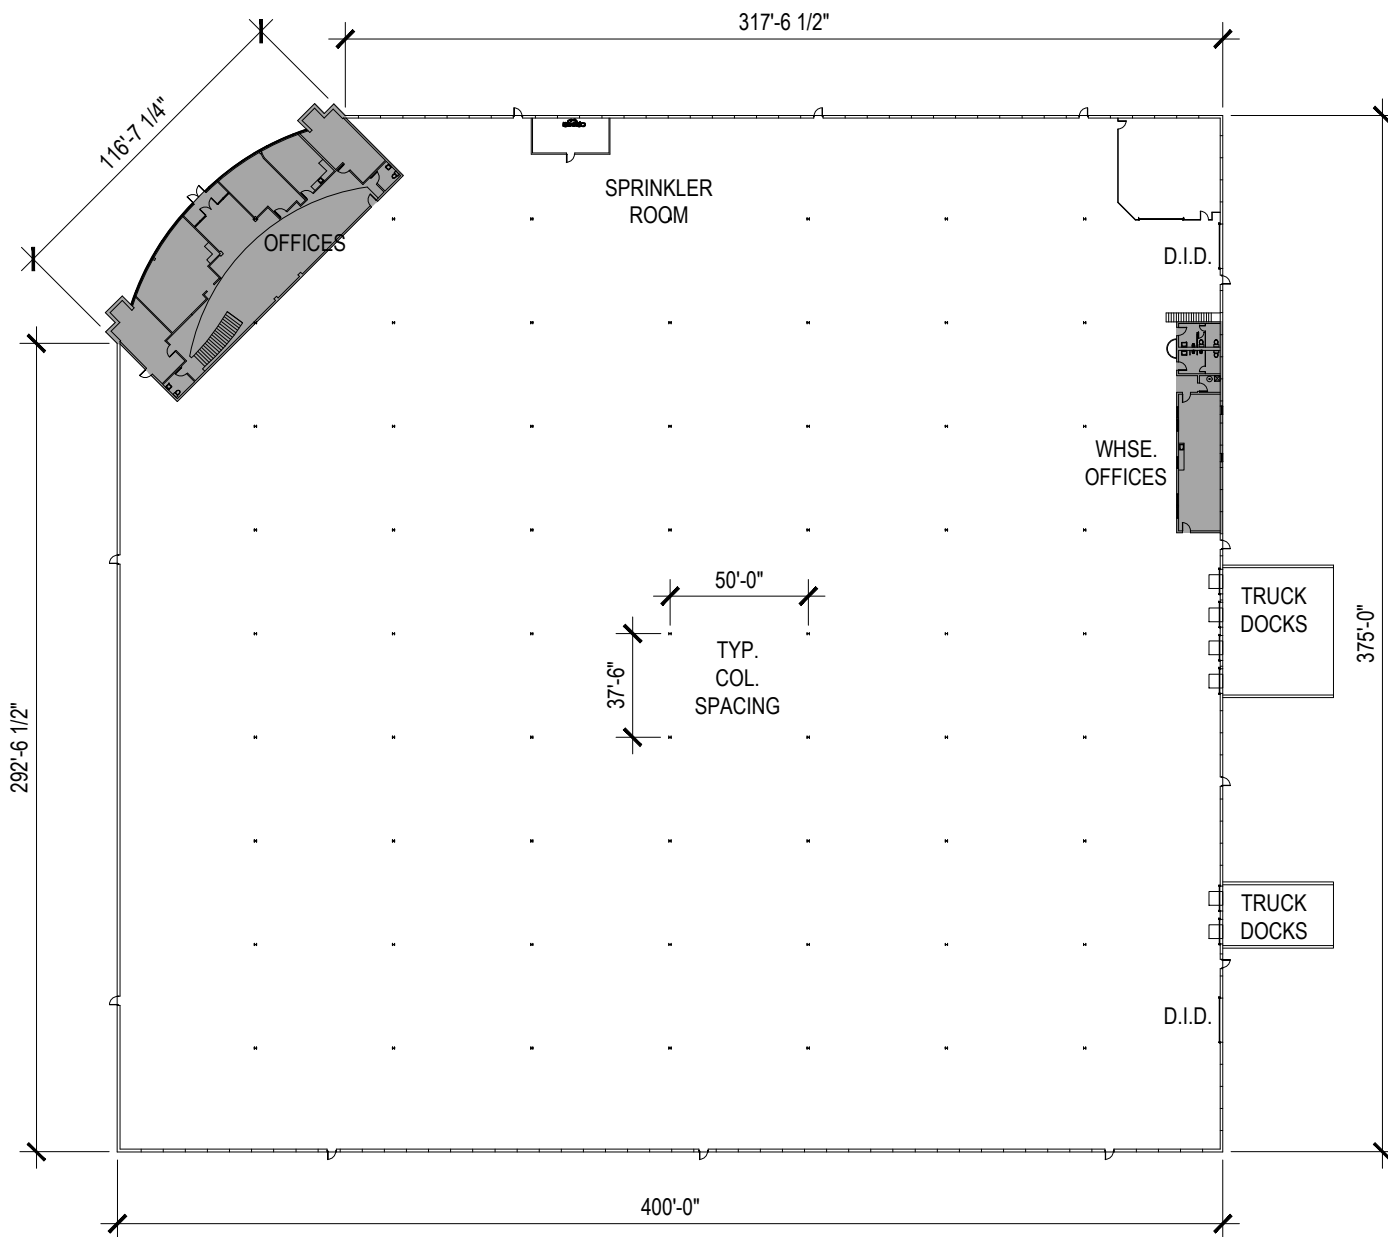 317'-6 1/2"
116'-7 1/4"
SPRINKLER
ROOM
OFFICES
D.I.D.
WHSE.
OFFICES
50'-0"
TRUCK
DOCKS
375'-0"
37'-6"
TYP.
COL.
SPACING
292'-6 1/2"
TRUCK
DOCKS
D.I.D.
400'-0"